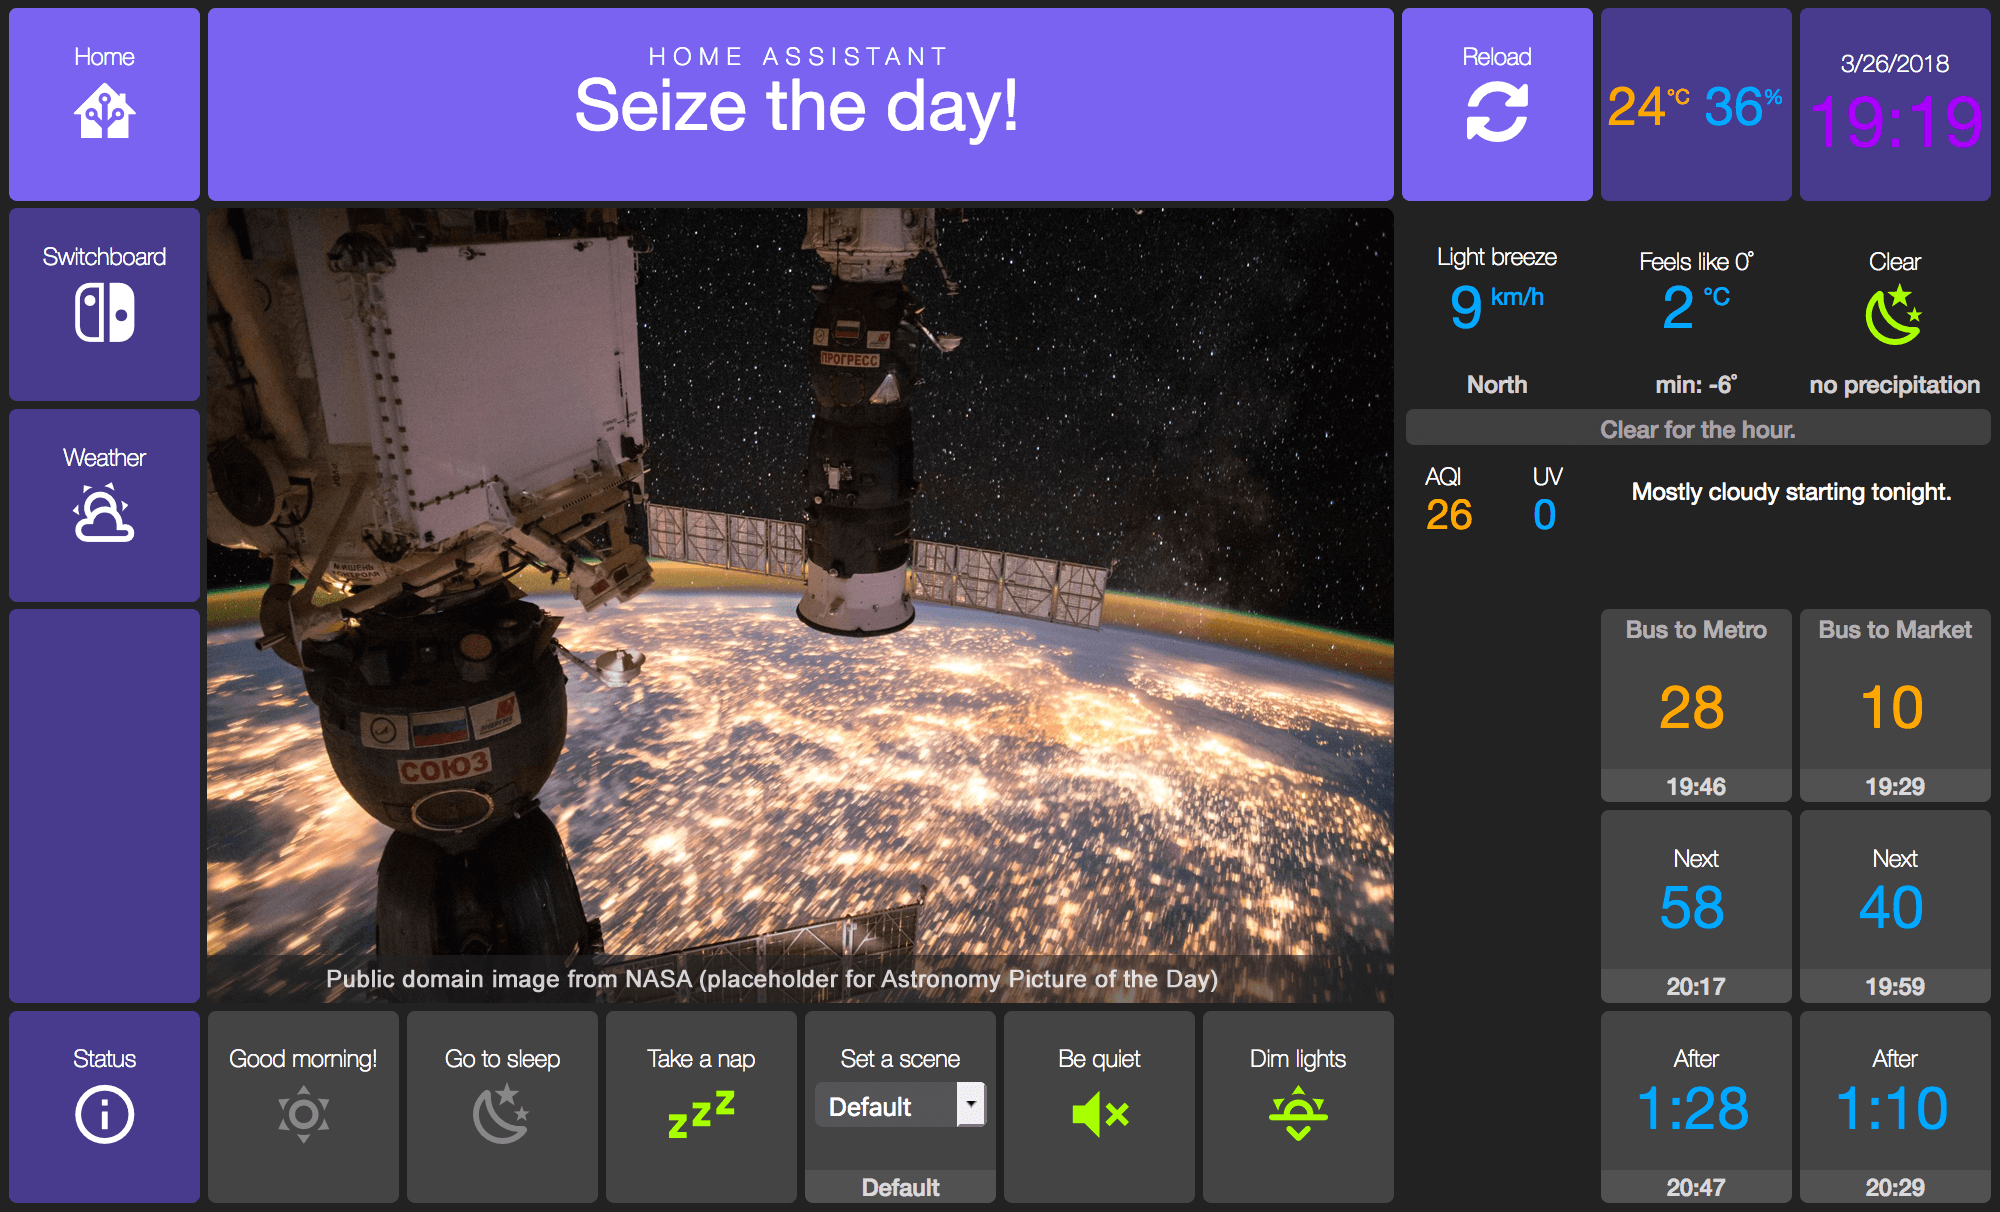 Home
HOME ASSISTANT
Seize the day!
Reload
24°C 36%
3/26/2018
19:19
Switchboard
Weather
Status
ПРОГРЕСС
МИШЕНЬ
КОНТРОЛЯ
СОЮЗ
Public domain image from NASA (placeholder for Astronomy Picture of the Day)
Light breeze
9 km/h
North
Feels like 0°
2 °C
min: -6°
Clear
no precipitation
Clear for the hour.
AQI
26
UV
0
Mostly cloudy starting tonight.
Bus to Metro
28
19:46
Bus to Market
10
19:29
Next
58
20:17
Next
40
19:59
After
1:28
20:47
After
1:10
20:29
Good morning!
Go to sleep
Take a nap
zzz
Set a scene
Default
Default
Be quiet
Dim lights